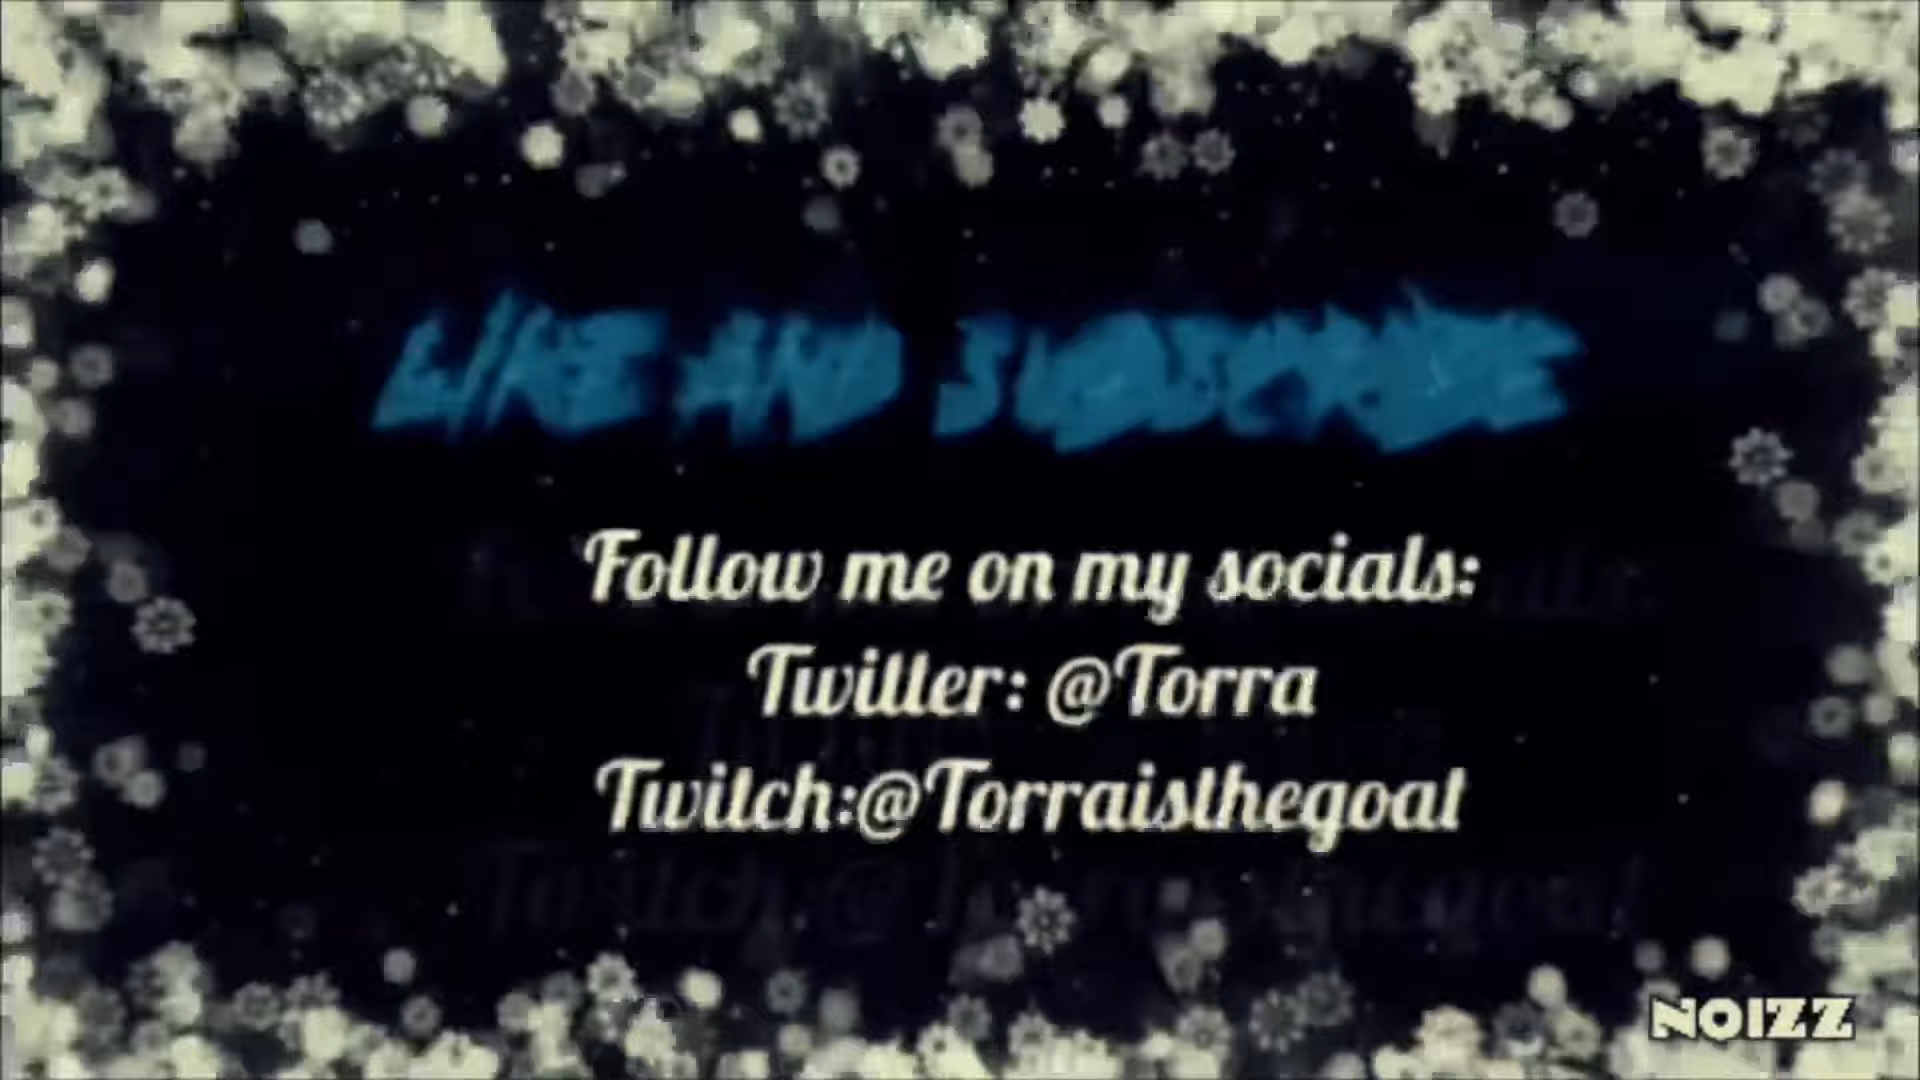 LIKE AND SUBSCRIBE
Follow me on my socials:
Twitter: @Torra
Twitch:@Torraisthegoat
NOIZZ